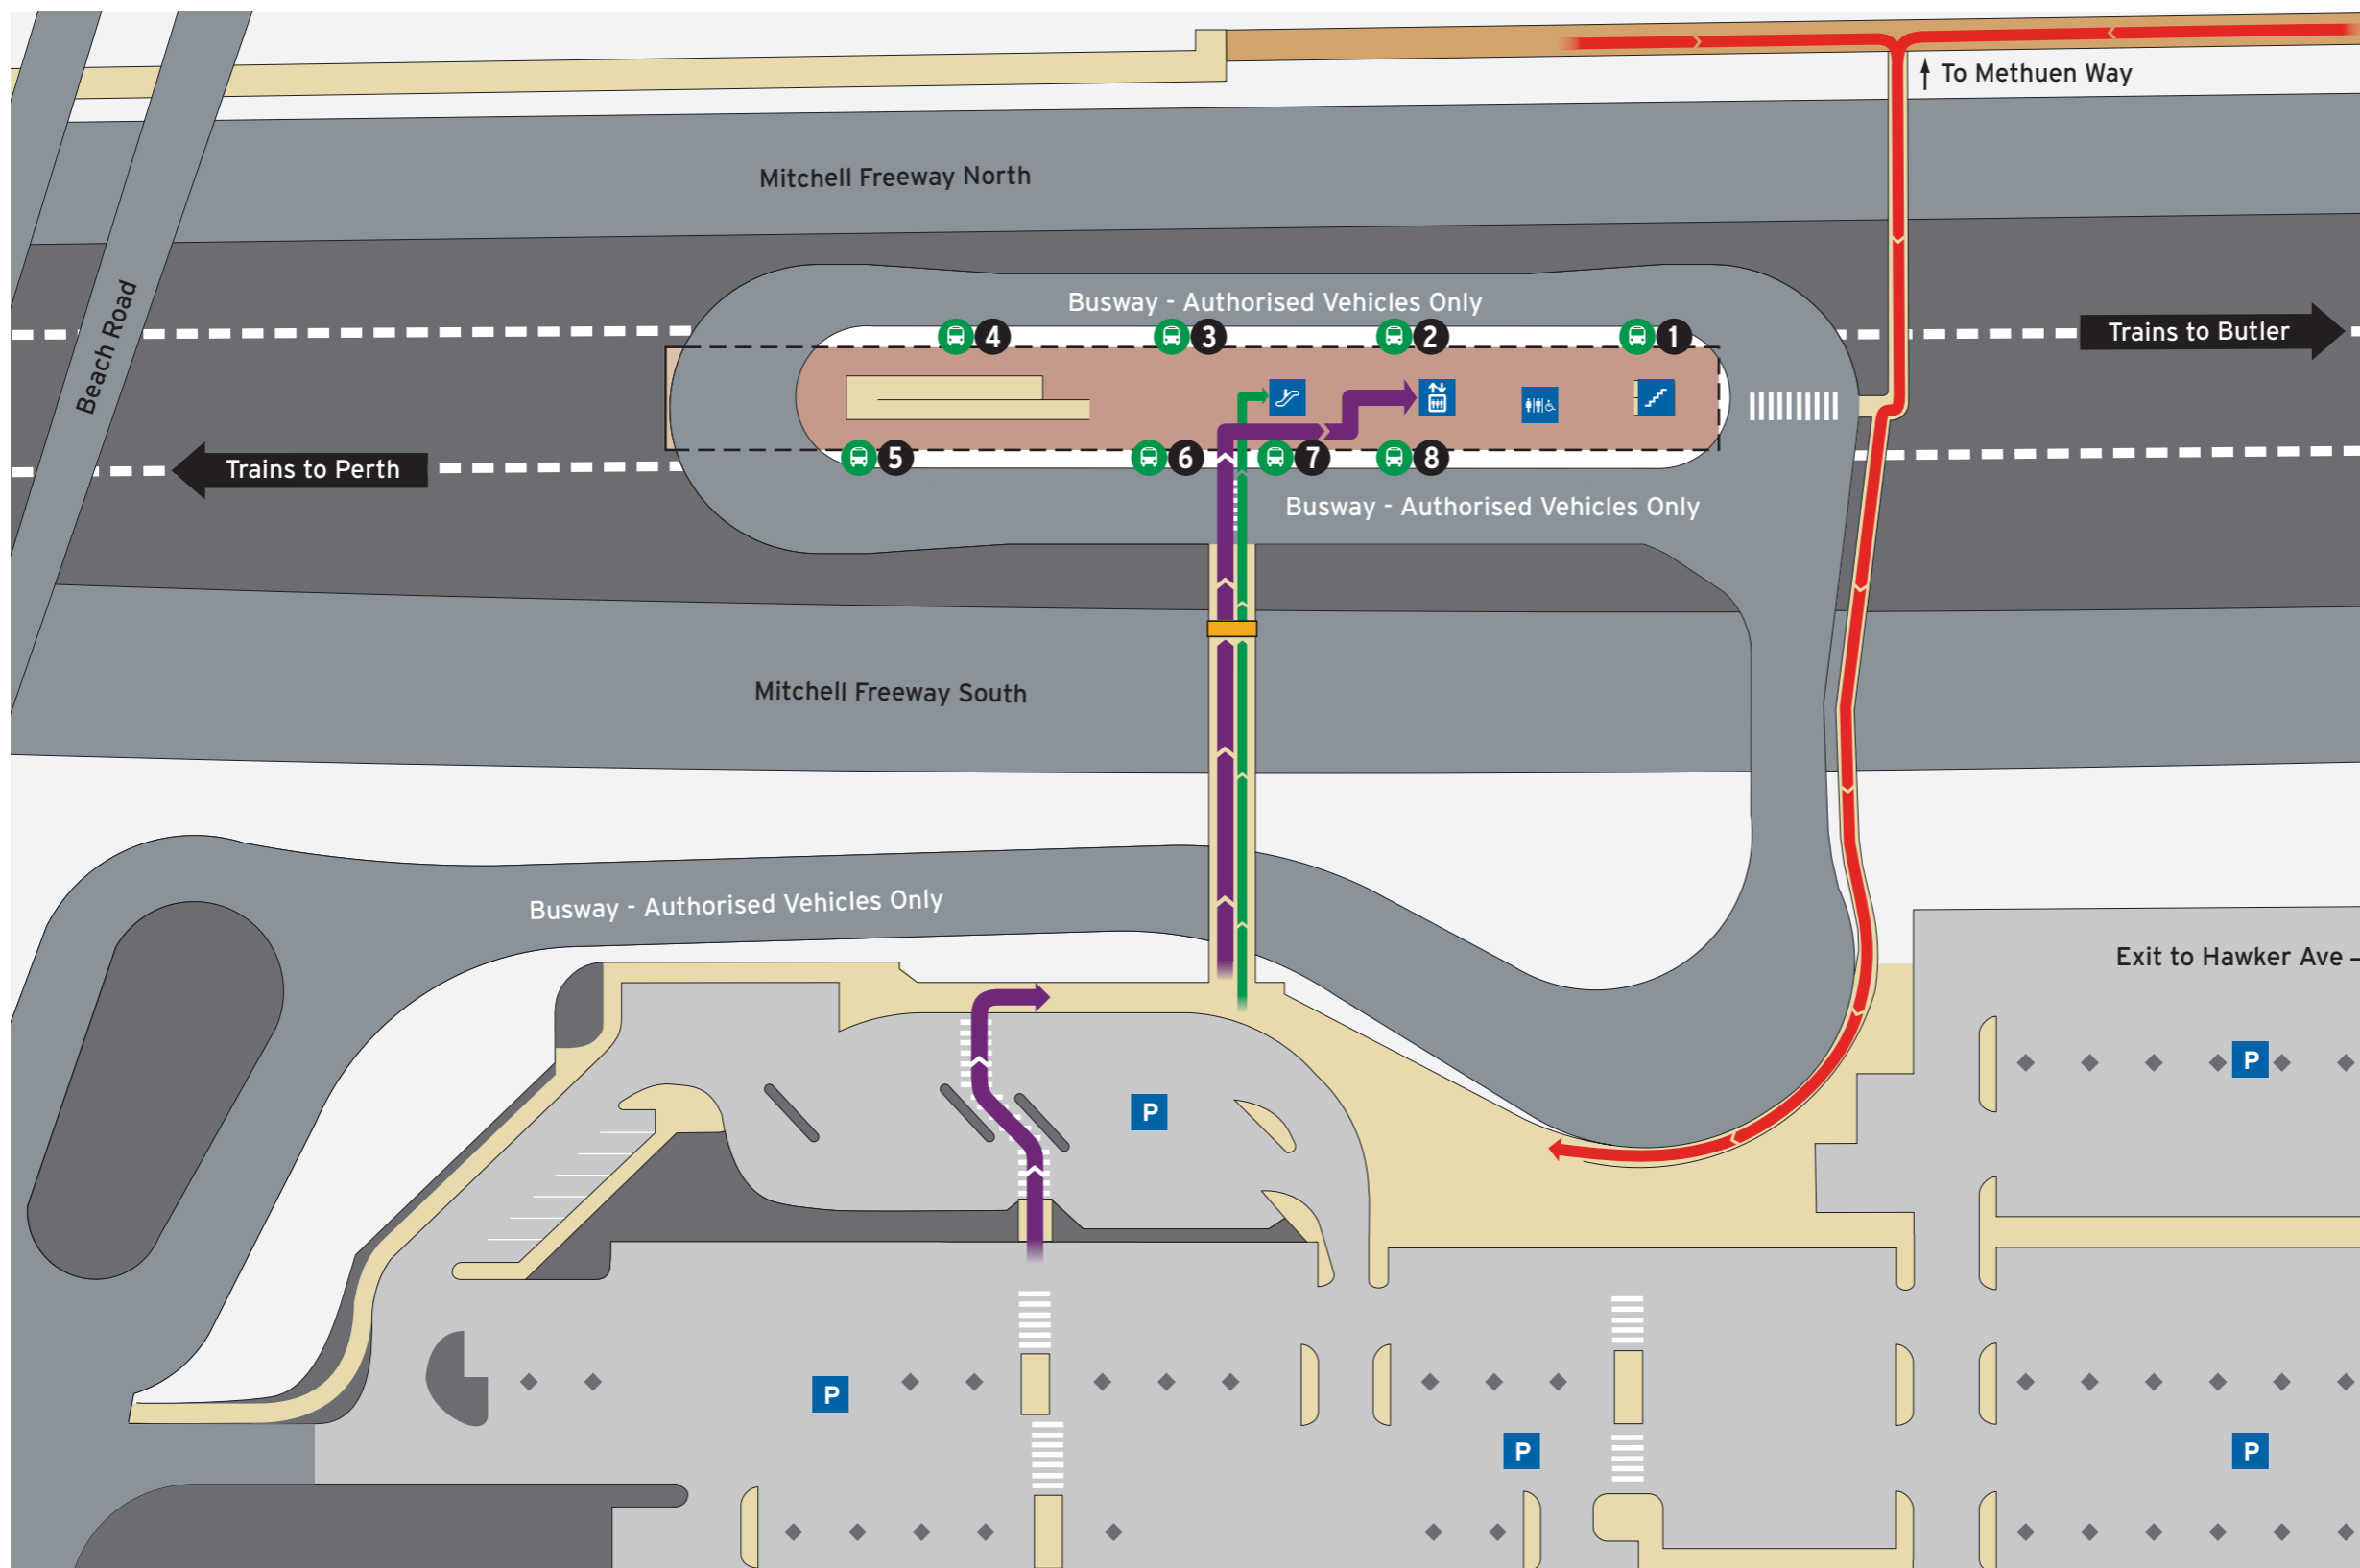 To Methuen Way
Mitchell Freeway North
Beach Road
Busway - Authorised Vehicles Only
4
3
2
1
Trains to Butler
Trains to Perth
5
6
7
8
Busway - Authorised Vehicles Only
Mitchell Freeway South
Busway - Authorised Vehicles Only
Exit to Hawker Ave
P
P
P
P
P